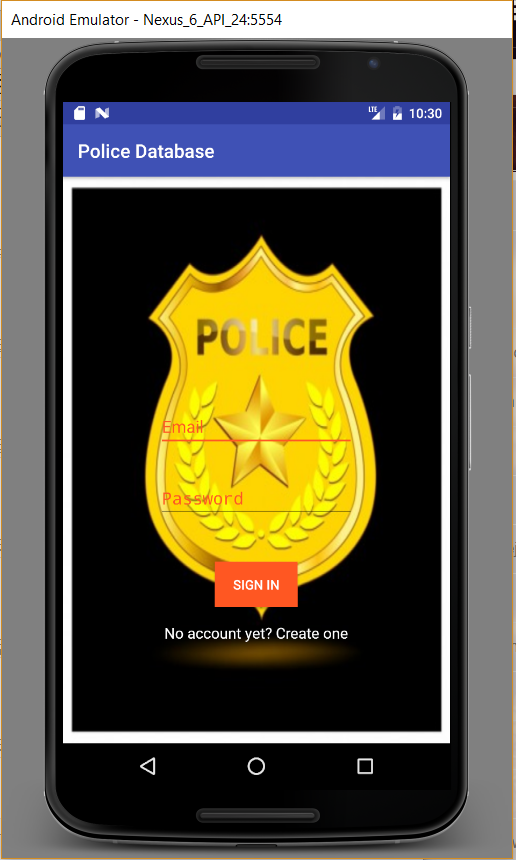 Android Emulator - Nexus_6_API_24:5554
LTE 10:30
Police Database
POLICE
Email
Password
SIGN IN
No account yet? Create one